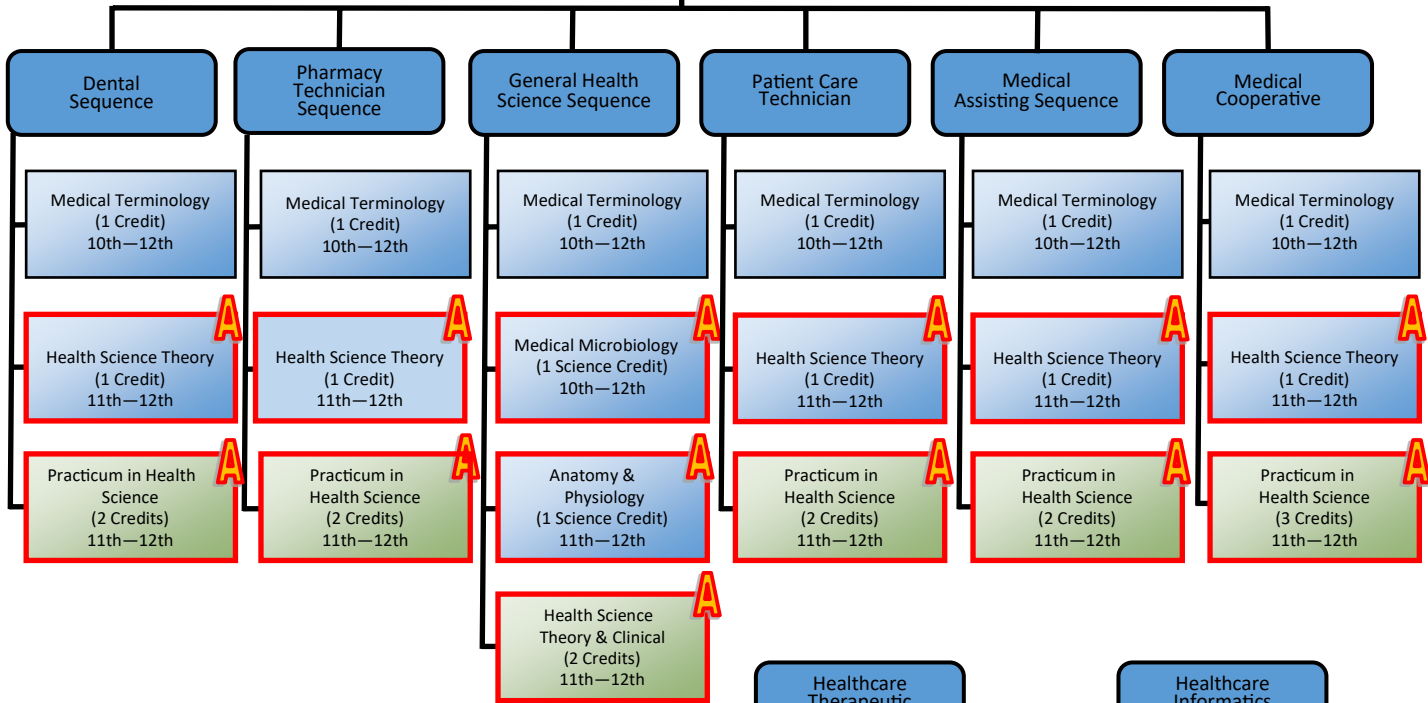 Dental
Sequence
Pharmacy
Technician
Sequence
General Health
Science Sequence
Patient Care
Technician
Medical
Assisting Sequence
Medical
Cooperative
Medical Terminology
(1 Credit)
10th—12th
Medical Terminology
(1 Credit)
10th—12th
Medical Terminology
(1 Credit)
10th—12th
Medical Terminology
(1 Credit)
10th—12th
Medical Terminology
(1 Credit)
10th—12th
Medical Terminology
(1 Credit)
10th—12th
A
Health Science Theory
(1 Credit)
11th—12th
A
Health Science Theory
(1 Credit)
11th—12th
A
Medical Microbiology
(1 Science Credit)
10th—12th
A
Health Science Theory
(1 Credit)
11th—12th
A
Health Science Theory
(1 Credit)
11th—12th
A
Health Science Theory
(1 Credit)
11th—12th
A
Practicum in Health
Science
(2 Credits)
11th—12th
A
Practicum in
Health Science
(2 Credits)
11th—12th
A
Anatomy &
Physiology
(1 Science Credit)
11th—12th
A
Practicum in
Health Science
(2 Credits)
11th—12th
A
Practicum in
Health Science
(2 Credits)
11th—12th
A
Practicum in
Health Science
(3 Credits)
11th—12th
A
Health Science
Theory & Clinical
(2 Credits)
11th—12th
Healthcare
Therapeutic
Healthcare
Informatics